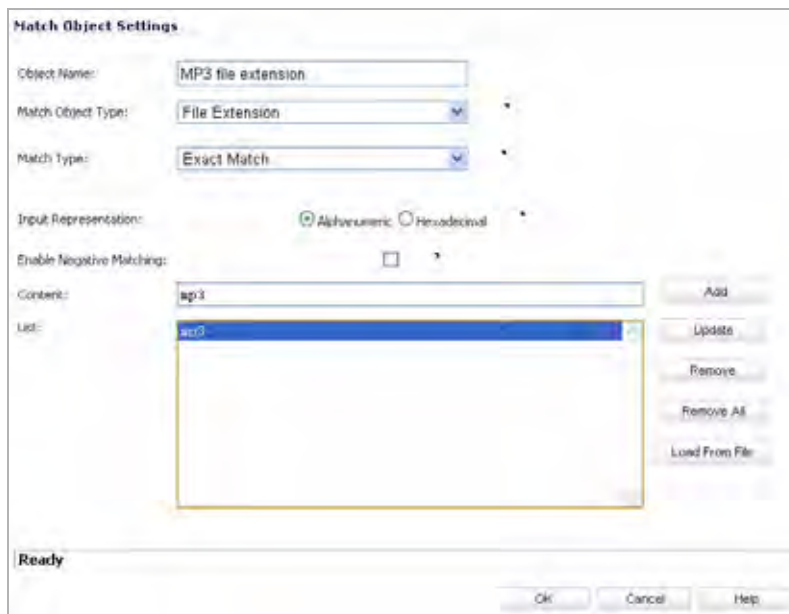 Match Object Settings
Object Name: MP3 file extension
Match Object Type: File Extension
Match Type: Exact Match
Input Representation: Alphanumeric Hexadecimal
Enable Negative Matching:
Content: mp3 Add
List: mp3 Update
Remove
Remove All
Load From File
Ready
OK Cancel Help